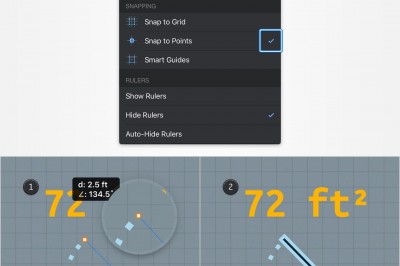 SNAPPING
Snap to Grid
Snap to Points
Smart Guides
RULERS
Show Rulers
Hide Rulers
Auto-Hide Rulers
1
72
d: 2.5 ft
∠: 134.5°
2
72 ft²